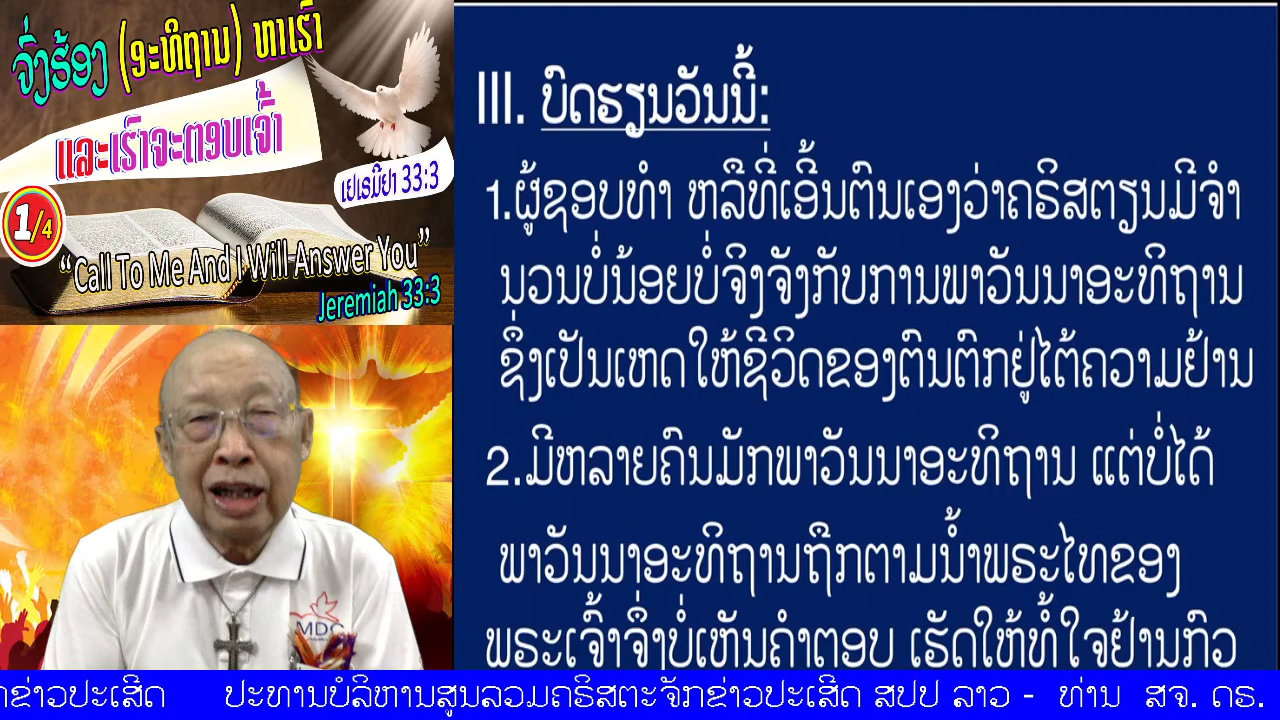 ຈົ່ງຮ້ອງ (ອະທິຖານ) ຫາເຮົາ
ແລະເຮົາຈະຕອບເຈົ້າ
ເຢເຣມີຢາ 33:3
1/4
“Call To Me And I Will Answer You”
Jeremiah 33:3
MDC
III. ບົດຮຽນວັນນີ້:
1.ຜູ້ຊອບທຳ ຫລືທີ່ເອີ້ນຕົນເອງວ່າຄຣິສຕຽນມີຈຳ
ນວນບໍ່ນ້ອຍບໍ່ຈິງຈັງກັບການພາວັນນາອະທິຖານ
ຊຶ່ງເປັນເຫດໃຫ້ຊີວິດຂອງຕົນຕົກຢູ່ໄຕ້ຄວາມຢ້ານ
2.ມີຫລາຍຄົນມັກພາວັນນາອະທິຖານ ແຕ່ບໍ່ໄດ້
ພາວັນນາອະທິຖານຖືກຕາມນ້ຳພຣະໄທຂອງ
ພຣະເຈົ້າຈຶ່ງບໍ່ເຫັນຄຳຕອບ ເຮັດໃຫ້ທໍ້ໃຈຢ້ານກົວ
ຂ່າວປະເສີດ ປະທານບໍລິຫານສູນລວມຄຣິສຕະຈັກຂ່າວປະເສີດ ສປປ ລາວ - ທ່ານ ສຈ. ດຣ.